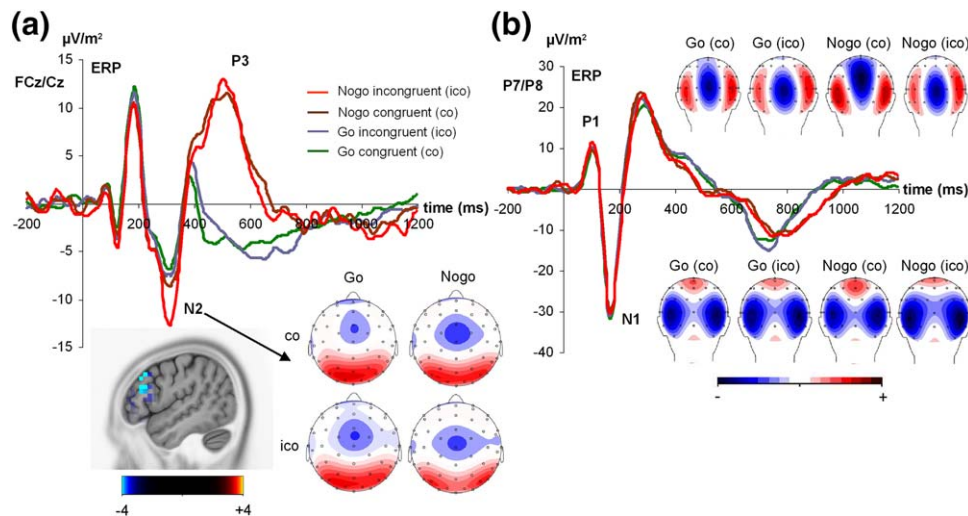 (a)
µV/m²
FCz/Cz
ERP
P3
Nogo incongruent (ico)
Nogo congruent (co)
Go incongruent (ico)
Go congruent (co)
15
10
5
-5
-10
-15
-200
200
400
600
800
1000
1200
time (ms)
N2
Go
Nogo
co
ico
-4
+4
(b)
µV/m²
P7/P8
ERP
P1
N1
30
20
10
-10
-20
-30
-40
-200
200
400
600
800
1000
1200
time (ms)
Go (co)
Go (ico)
Nogo (co)
Nogo (ico)
Go (co)
Go (ico)
Nogo (co)
Nogo (ico)
-
+